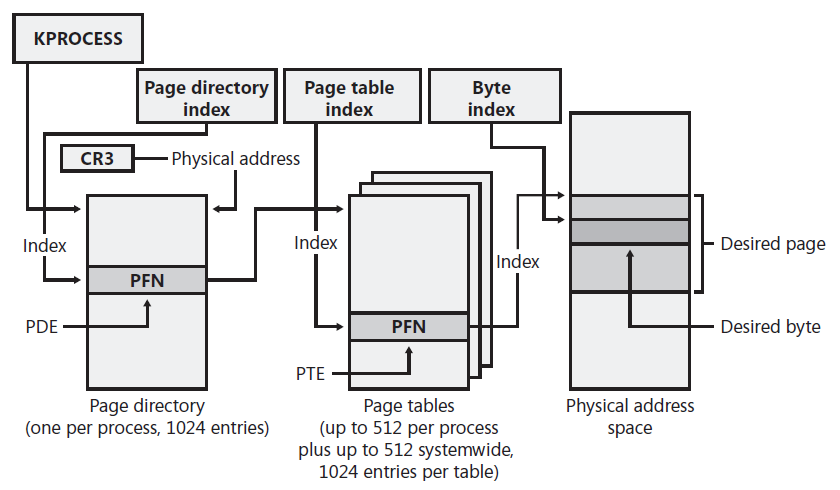 KPROCESS
Page directory
index
Page table
index
Byte
index
CR3
Physical address
Index
Index
Index
PFN
PDE
PFN
PTE
Desired page
Desired byte
Page directory
(one per process, 1024 entries)
Page tables
(up to 512 per process
plus up to 512 systemwide,
1024 entries per table)
Physical address
space